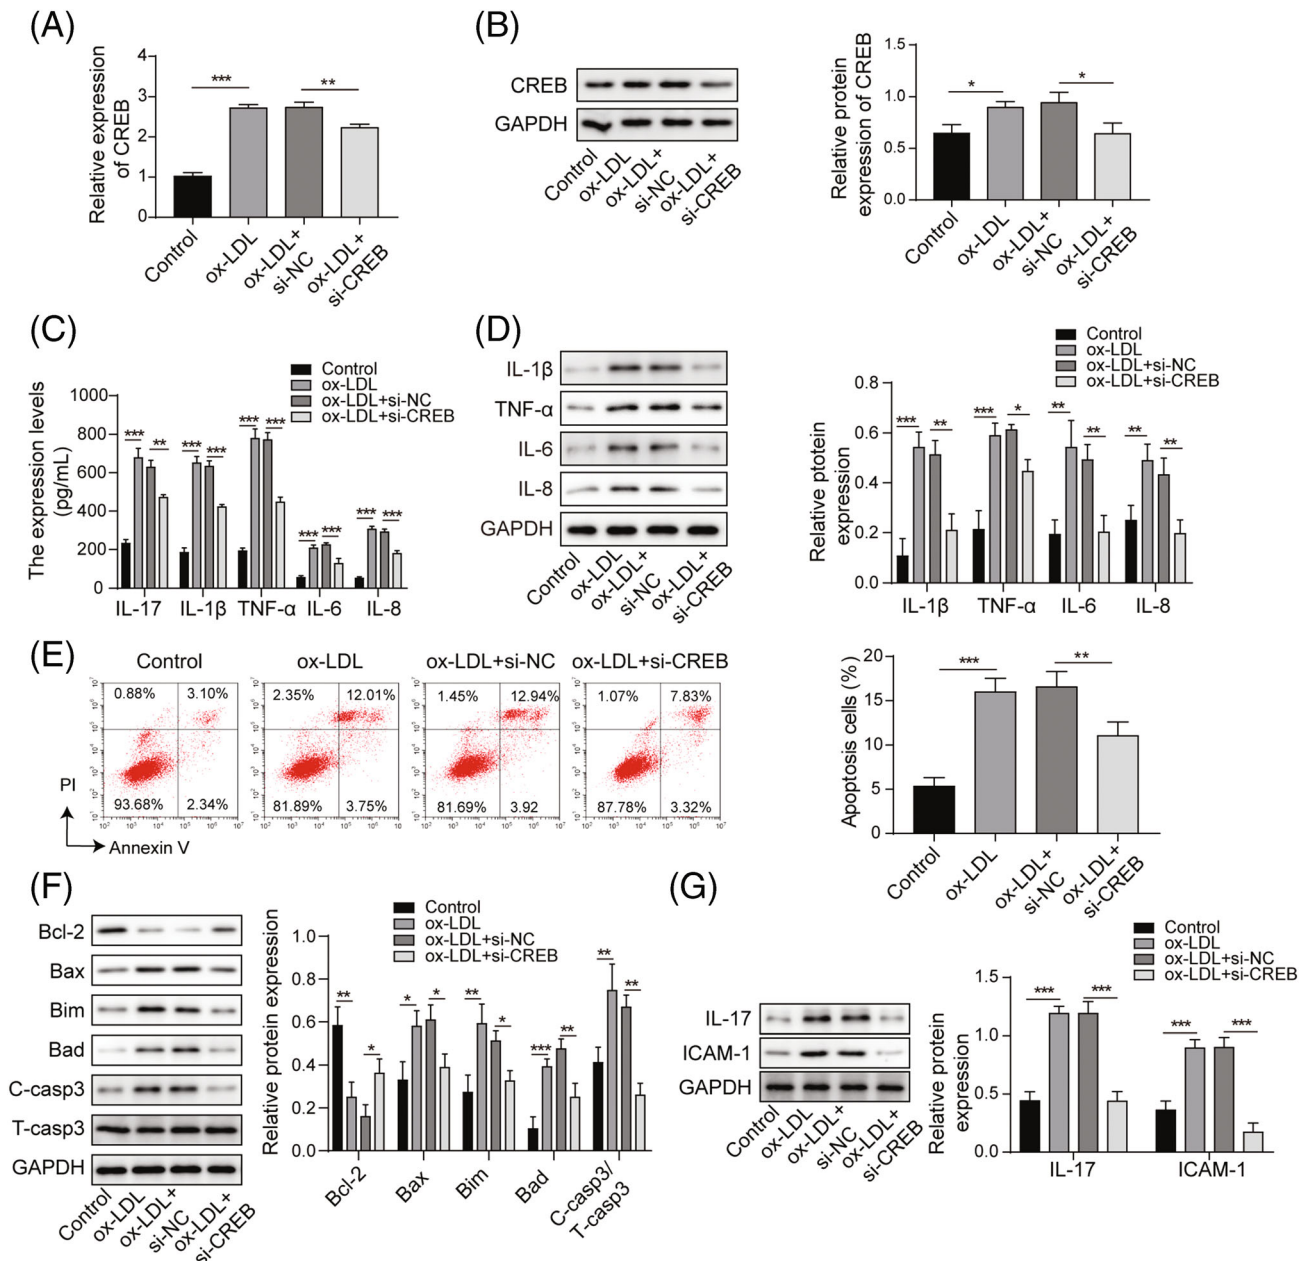 (A)
Relative expression
of CREB
4
3
2
1
0
***
**
Control
ox-LDL
ox-LDL+
si-NC
ox-LDL+
si-CREB
(B)
CREB
GAPDH
Control
ox-LDL
ox-LDL+
si-NC
ox-LDL+
si-CREB
Relative protein
expression of CREB
1.5
1.0
0.5
0.0
*
*
Control
ox-LDL
ox-LDL+
si-NC
ox-LDL+
si-CREB
(C)
Control
ox-LDL
ox-LDL+si-NC
ox-LDL+si-CREB
The expression levels
(pg/mL)
1000
800
600
400
200
0
*** ** *** *** *** *** *** *** *** ***
IL-17 IL-1β TNF-α IL-6 IL-8
(D)
IL-1β
TNF-α
IL-6
IL-8
GAPDH
Control
ox-LDL
ox-LDL+
si-NC
ox-LDL+
si-CREB
Control
ox-LDL
ox-LDL+si-NC
ox-LDL+si-CREB
Relative ptotein
expression
0.8
0.6
0.4
0.2
0.0
*** ** *** * ** ** ** **
IL-1β TNF-α IL-6 IL-8
(E)
Control
0.88% 3.10%
93.68% 2.34%
ox-LDL
2.35% 12.01%
81.89% 3.75%
ox-LDL+si-NC
1.45% 12.94%
81.69% 3.92
ox-LDL+si-CREB
1.07% 7.83%
87.78% 3.32%
PI
Annexin V
Apoptosis cells (%)
20
15
10
5
0
***
**
Control
ox-LDL
ox-LDL+
si-NC
ox-LDL+
si-CREB
(F)
Bcl-2
Bax
Bim
Bad
C-casp3
T-casp3
GAPDH
Control
ox-LDL
ox-LDL+
si-NC
ox-LDL+
si-CREB
Control
ox-LDL
ox-LDL+si-NC
ox-LDL+si-CREB
Relative protein expression
1.0
0.8
0.6
0.4
0.2
0.0
** * * * ** * *** ** ** **
Bcl-2
Bax
Bim
Bad
C-casp3/
T-casp3
(G)
IL-17
ICAM-1
GAPDH
Control
ox-LDL
ox-LDL+
si-NC
ox-LDL+
si-CREB
Control
ox-LDL
ox-LDL+si-NC
ox-LDL+si-CREB
Relative protein
expression
1.5
1.0
0.5
0.0
*** *** *** ***
IL-17 ICAM-1